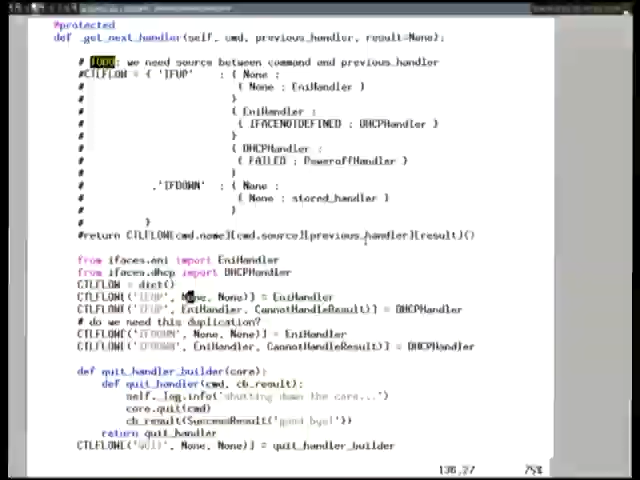 #protected
def _get_next_handler(self, cmd, previous_handler, result=None):
# TODO: we need source between command and previous_handler
#CTLFLOW = { 'IFUP' : { None :
# { None : EniHandler }
# }
# { EniHandler :
# { IFACENOTDEFINED : DHCPHandler }
# }
# { DHCPHandler :
# { FAILED : PoweroffHandler }
# }
# ,'IFDOWN' : { None :
# { None : stored_handler }
# }
# }
#return CTLFLOW[cmd.name][cmd.source][previous_handler][result]()
from ifaces.eni import EniHandler
from ifaces.dhcp import DHCPHandler
CTLFLOW = dict()
CTLFLOW[('IFUP', None, None)] = EniHandler
CTLFLOW[('IFUP', EniHandler, CannotHandleResult)] = DHCPHandler
# do we need this duplication?
CTLFLOW[('IFDOWN', None, None)] = EniHandler
CTLFLOW[('IFDOWN', EniHandler, CannotHandleResult)] = DHCPHandler
def quit_handler_builder(core):
def quit_handler(cmd, cb_result):
self._log.info('shutting down the core...')
core.quit(cmd)
cb_result(SuccessResult('good bye!'))
return quit_handler
CTLFLOW[('QUIT', None, None)] = quit_handler_builder
138,27 75%